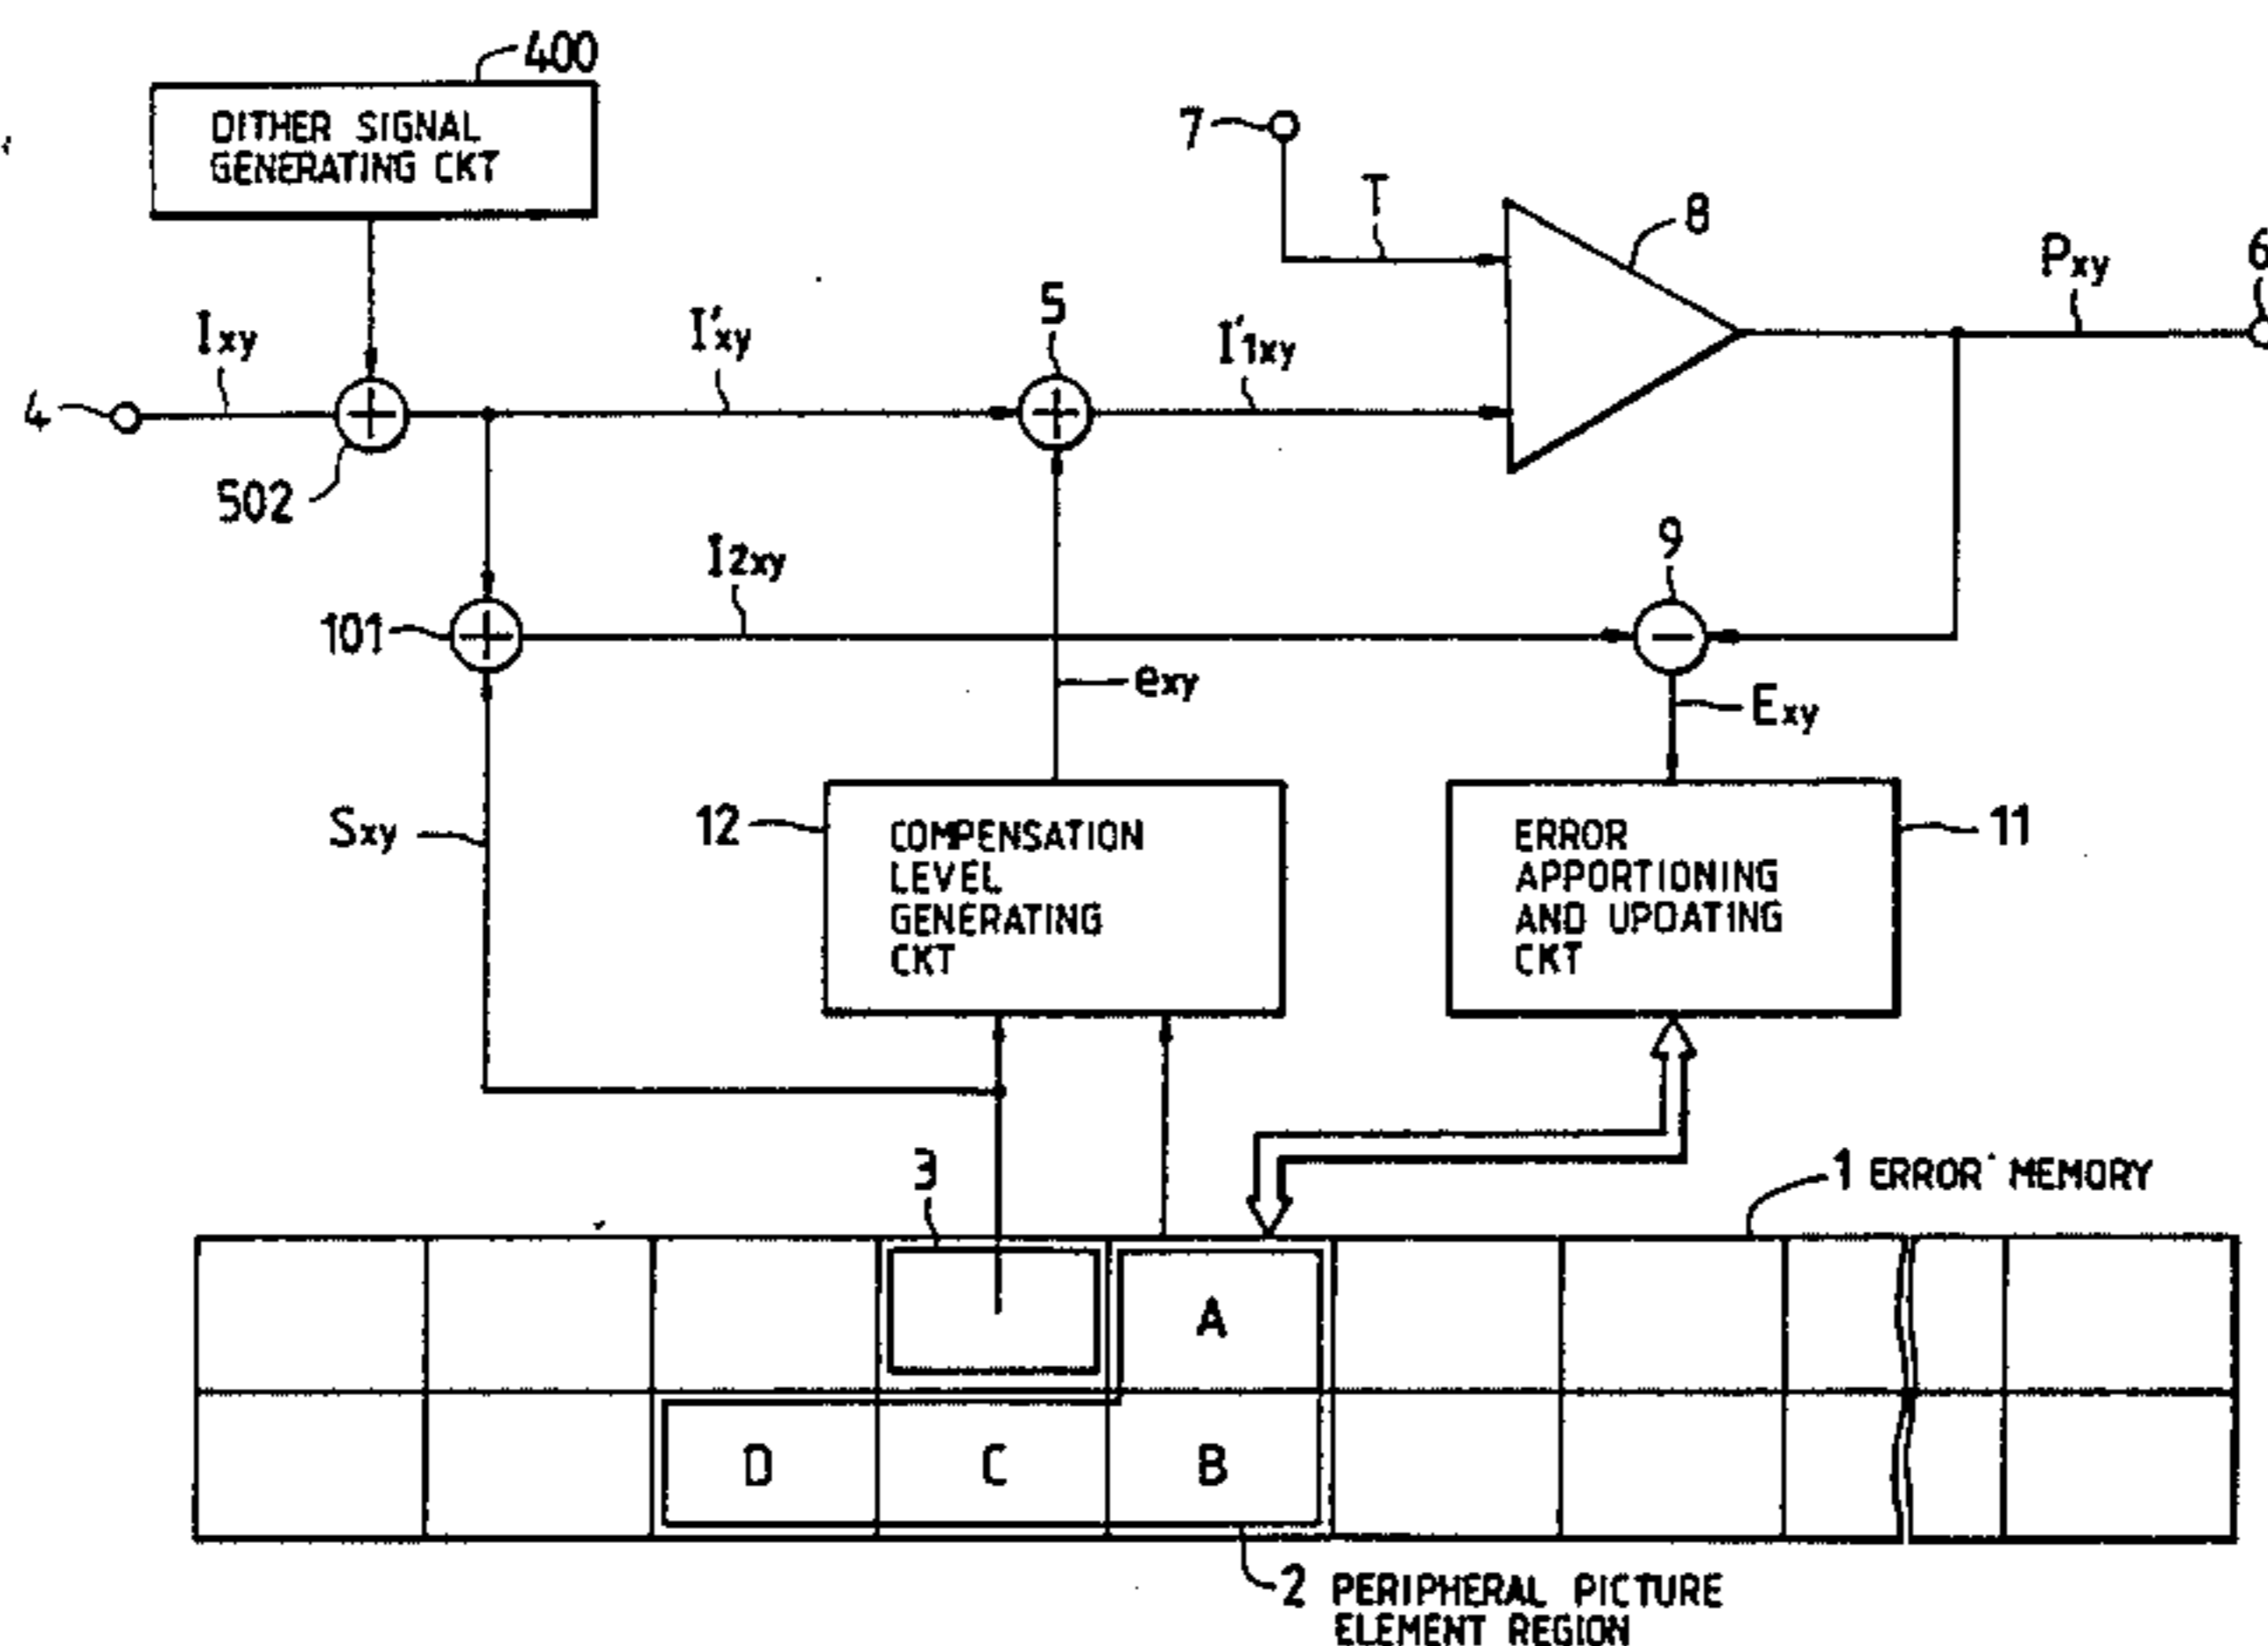 400
DITHER SIGNAL
GENERATING CKT
7
T
8
Pxy
6
Ixy
I'xy
5
I'1xy
4
502
I2xy
9
101
exy
Exy
Sxy
12
COMPENSATION
LEVEL
GENERATING
CKT
ERROR
APPORTIONING
AND UPDATING
CKT
11
3
1 ERROR MEMORY
A
D
C
B
2 PERIPHERAL PICTURE
ELEMENT REGION